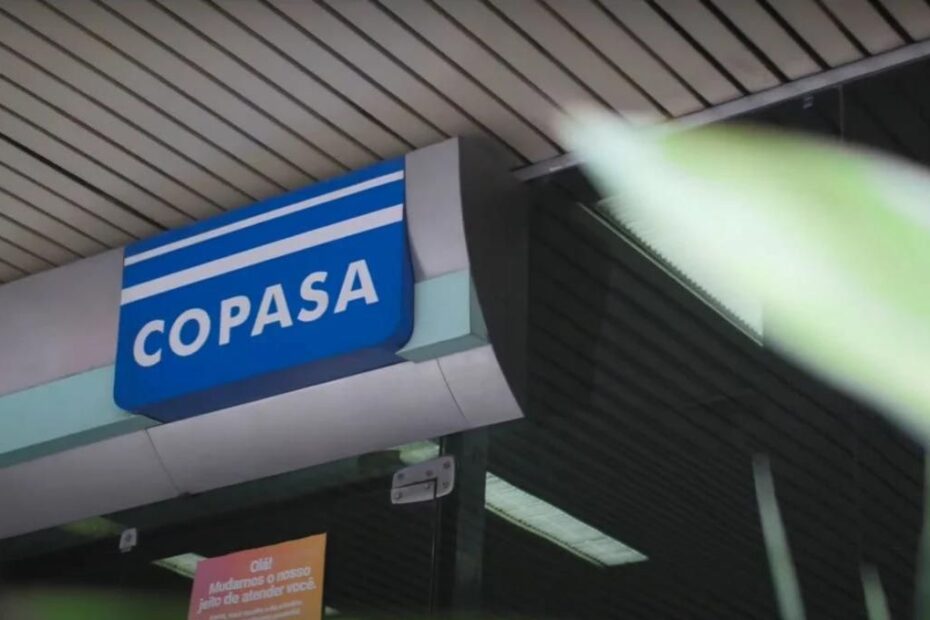 COPASA
Olá!
Mudamos o nosso
jeito de atender você.